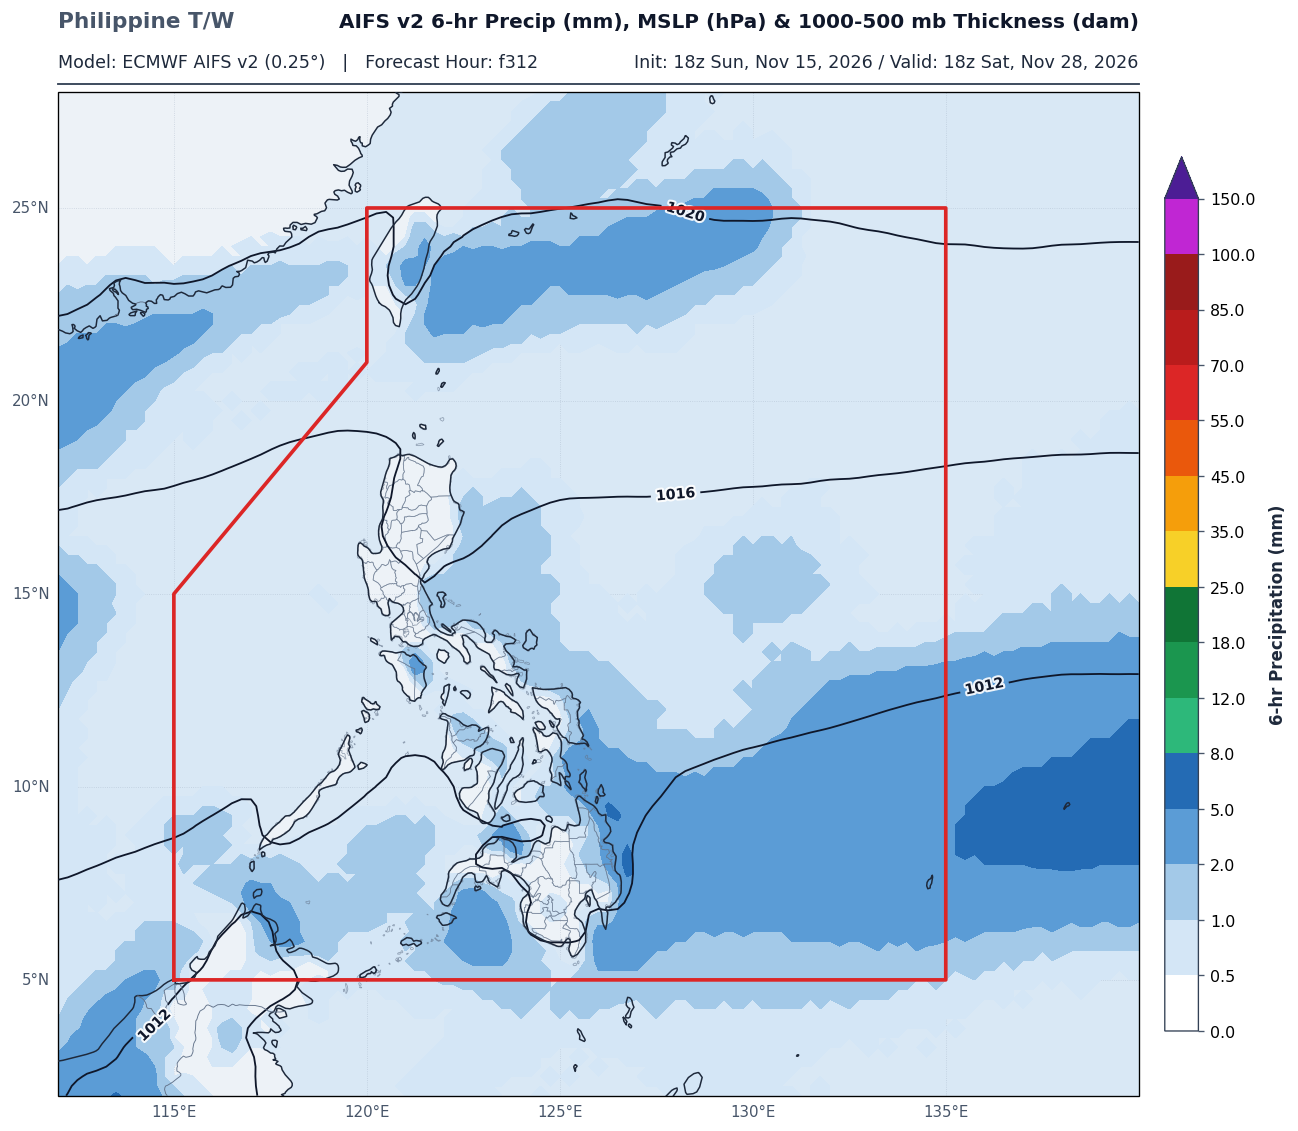 Philippine T/W
AIFS v2 6-hr Precip (mm), MSLP (hPa) & 1000-500 mb Thickness (dam)
Model: ECMWF AIFS v2 (0.25°)   |   Forecast Hour: f312
Init: 18z Sun, Nov 15, 2026 / Valid: 18z Sat, Nov 28, 2026
25°N
20°N
15°N
10°N
5°N
115°E
120°E
125°E
130°E
135°E
1020
1016
1012
1012
150.0
100.0
85.0
70.0
55.0
45.0
35.0
25.0
18.0
12.0
8.0
5.0
2.0
1.0
0.5
0.0
6-hr Precipitation (mm)